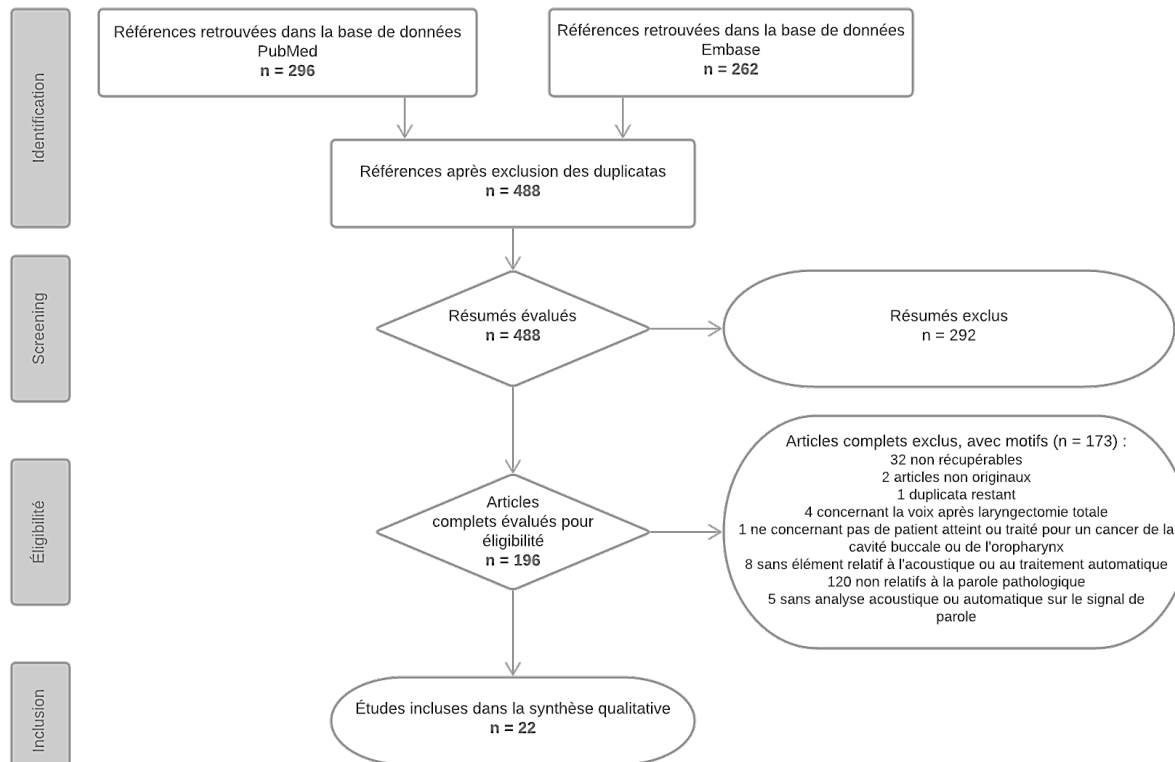 Identification
Références retrouvées dans la base de données
PubMed
n = 296
Références retrouvées dans la base de données
Embase
n = 262
Références après exclusion des duplicatas
n = 488
Screening
Résumés évalués
n = 488
Résumés exclus
n = 292
Éligibilité
Articles
complets évalués pour
éligibilité
n = 196
Articles complets exclus, avec motifs (n = 173) :
32 non récupérables
2 articles non originaux
1 duplicata restant
4 concernant la voix après laryngectomie totale
1 ne concernant pas de patient atteint ou traité pour un cancer de la
cavité buccale ou de l'oropharynx
8 sans élément relatif à l'acoustique ou au traitement automatique
120 non relatifs à la parole pathologique
5 sans analyse acoustique ou automatique sur le signal de
parole
Inclusion
Études incluses dans la synthèse qualitative
n = 22